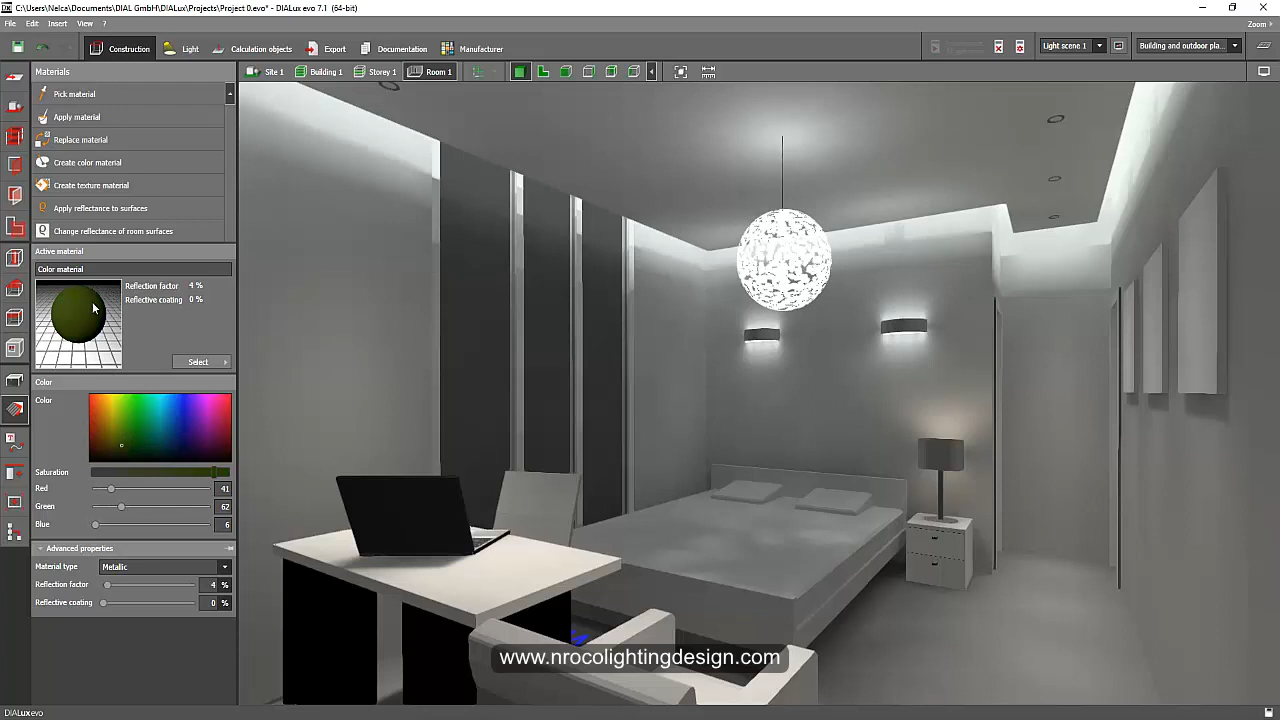 C:\Users\Nelca\Documents\DIAL GmbH\DIALux\Projects\Project 0.evo* - DIALux evo 7.1 (64-bit)
File Edit Insert View ?
Zoom
Construction Light Calculation objects Export Documentation Manufacturer
Light scene 1
Building and outdoor pla...
Materials
Site 1 Building 1 Storey 1 Room 1
Pick material
Apply material
Replace material
Create color material
Create texture material
Apply reflectance to surfaces
Change reflectance of room surfaces
Active material
Color material
Reflection factor 4 %
Reflective coating 0 %
Select
Color
Color
Saturation
Red 41
Green 62
Blue 6
Advanced properties
Material type Metallic
Reflection factor 4 %
Reflective coating 0 %
www.nrocolightingdesign.com
DIALux evo